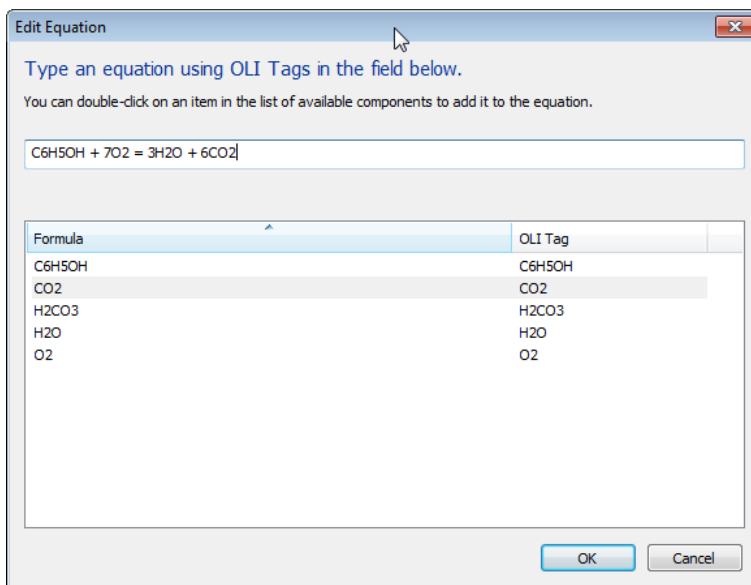 Edit Equation
Type an equation using OLI Tags in the field below.
You can double-click on an item in the list of available components to add it to the equation.
C6H5OH + 7O2 = 3H2O + 6CO2
Formula OLI Tag
C6H5OH C6H5OH
CO2 CO2
H2CO3 H2CO3
H2O H2O
O2 O2
OK Cancel